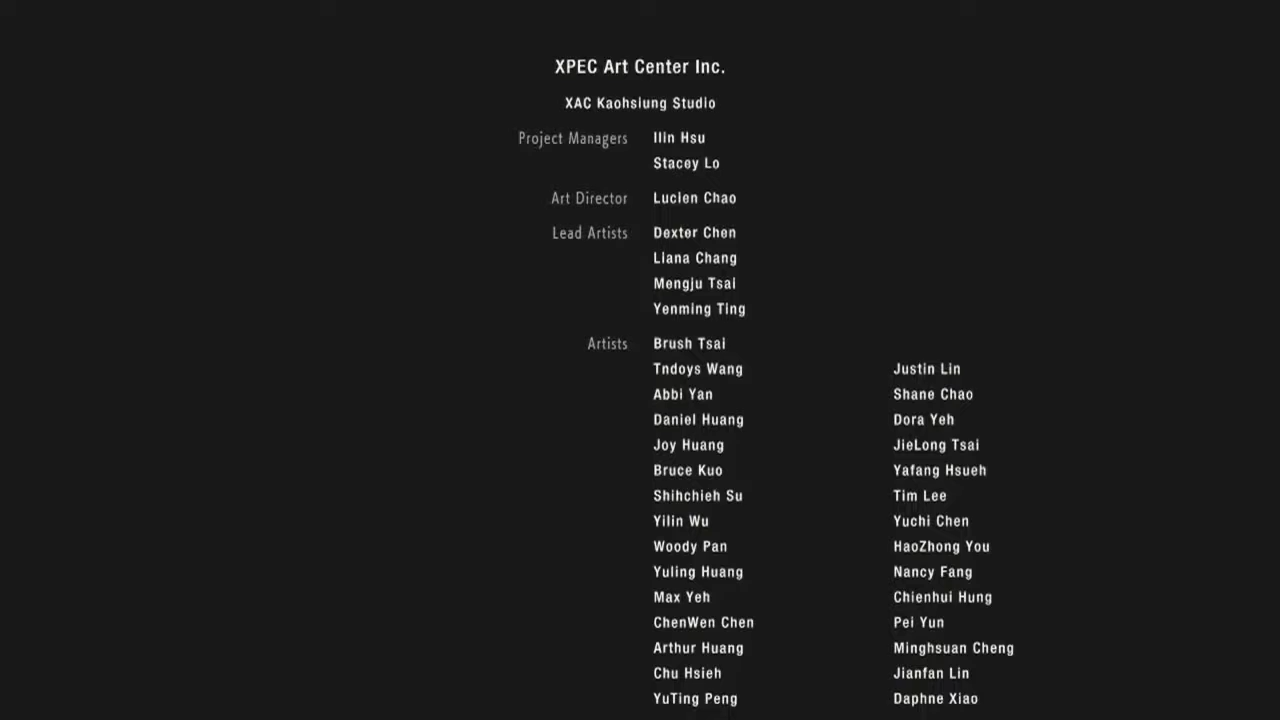 XPEC Art Center Inc.
XAC Kaohsiung Studio
Project Managers Ilin Hsu
Stacey Lo
Art Director Lucien Chao
Lead Artists Dexter Chen
Liana Chang
Mengju Tsai
Yenming Ting
Artists Brush Tsai
Tndoys Wang Justin Lin
Abbi Yan Shane Chao
Daniel Huang Dora Yeh
Joy Huang JieLong Tsai
Bruce Kuo Yafang Hsueh
Shihchieh Su Tim Lee
Yilin Wu Yuchi Chen
Woody Pan HaoZhong You
Yuling Huang Nancy Fang
Max Yeh Chienhui Hung
ChenWen Chen Pei Yun
Arthur Huang Minghsuan Cheng
Chu Hsieh Jianfan Lin
YuTing Peng Daphne Xiao